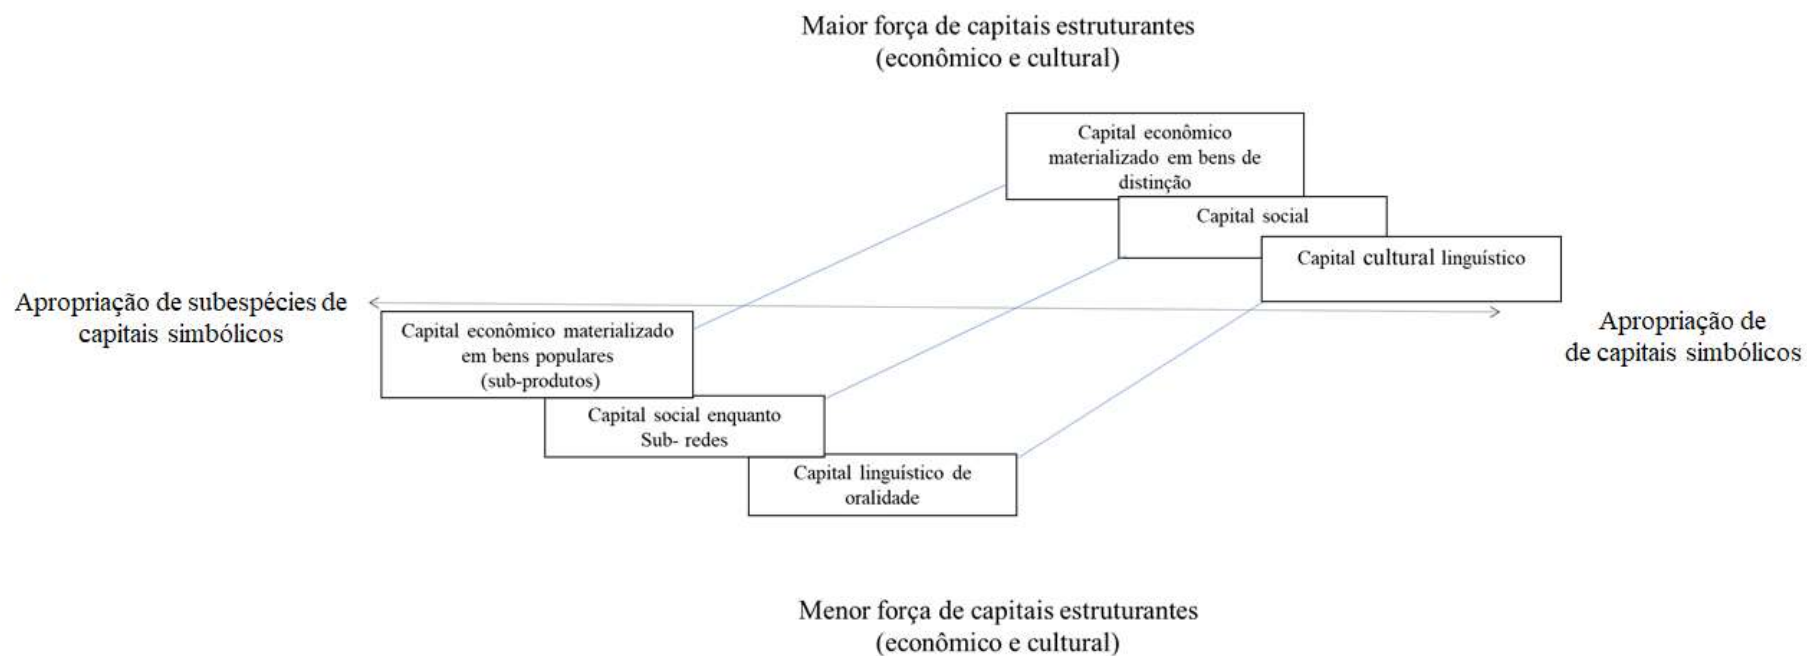 Maior força de capitais estruturantes
(econômico e cultural)
Capital econômico
materializado em bens de
distinção
Capital social
Capital cultural linguístico
Apropriação de subespécies de
capitais simbólicos
Apropriação de
de capitais simbólicos
Capital econômico materializado
em bens populares
(sub-produtos)
Capital social enquanto
Sub- redes
Capital linguístico de
oralidade
Menor força de capitais estruturantes
(econômico e cultural)